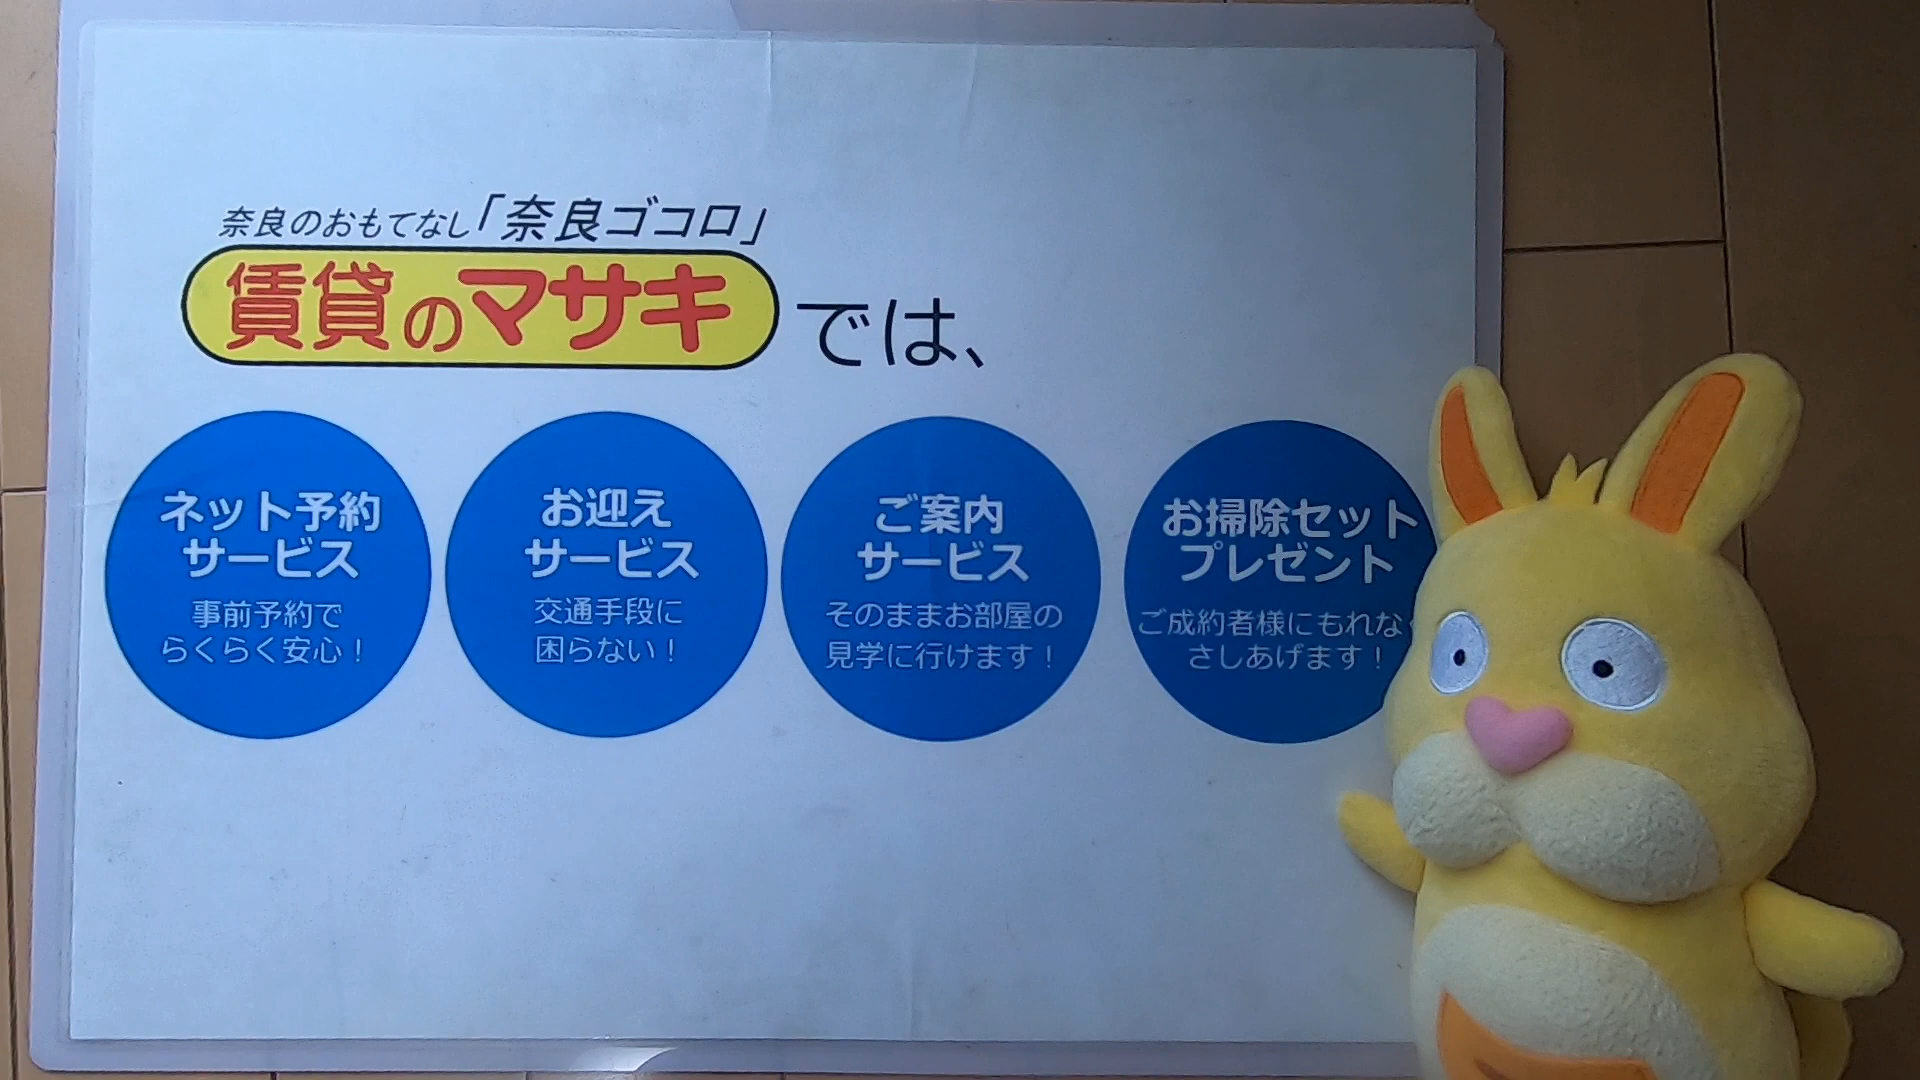 奈良のおもてなし「奈良ゴコロ」
賃貸のマサキでは、
ネット予約
サービス
事前予約で
らくらく安心！
お迎え
サービス
交通手段に
困らない！
ご案内
サービス
そのままお部屋の
見学に行けます！
お掃除セット
プレゼント
ご成約者様にもれなく
さしあげます！